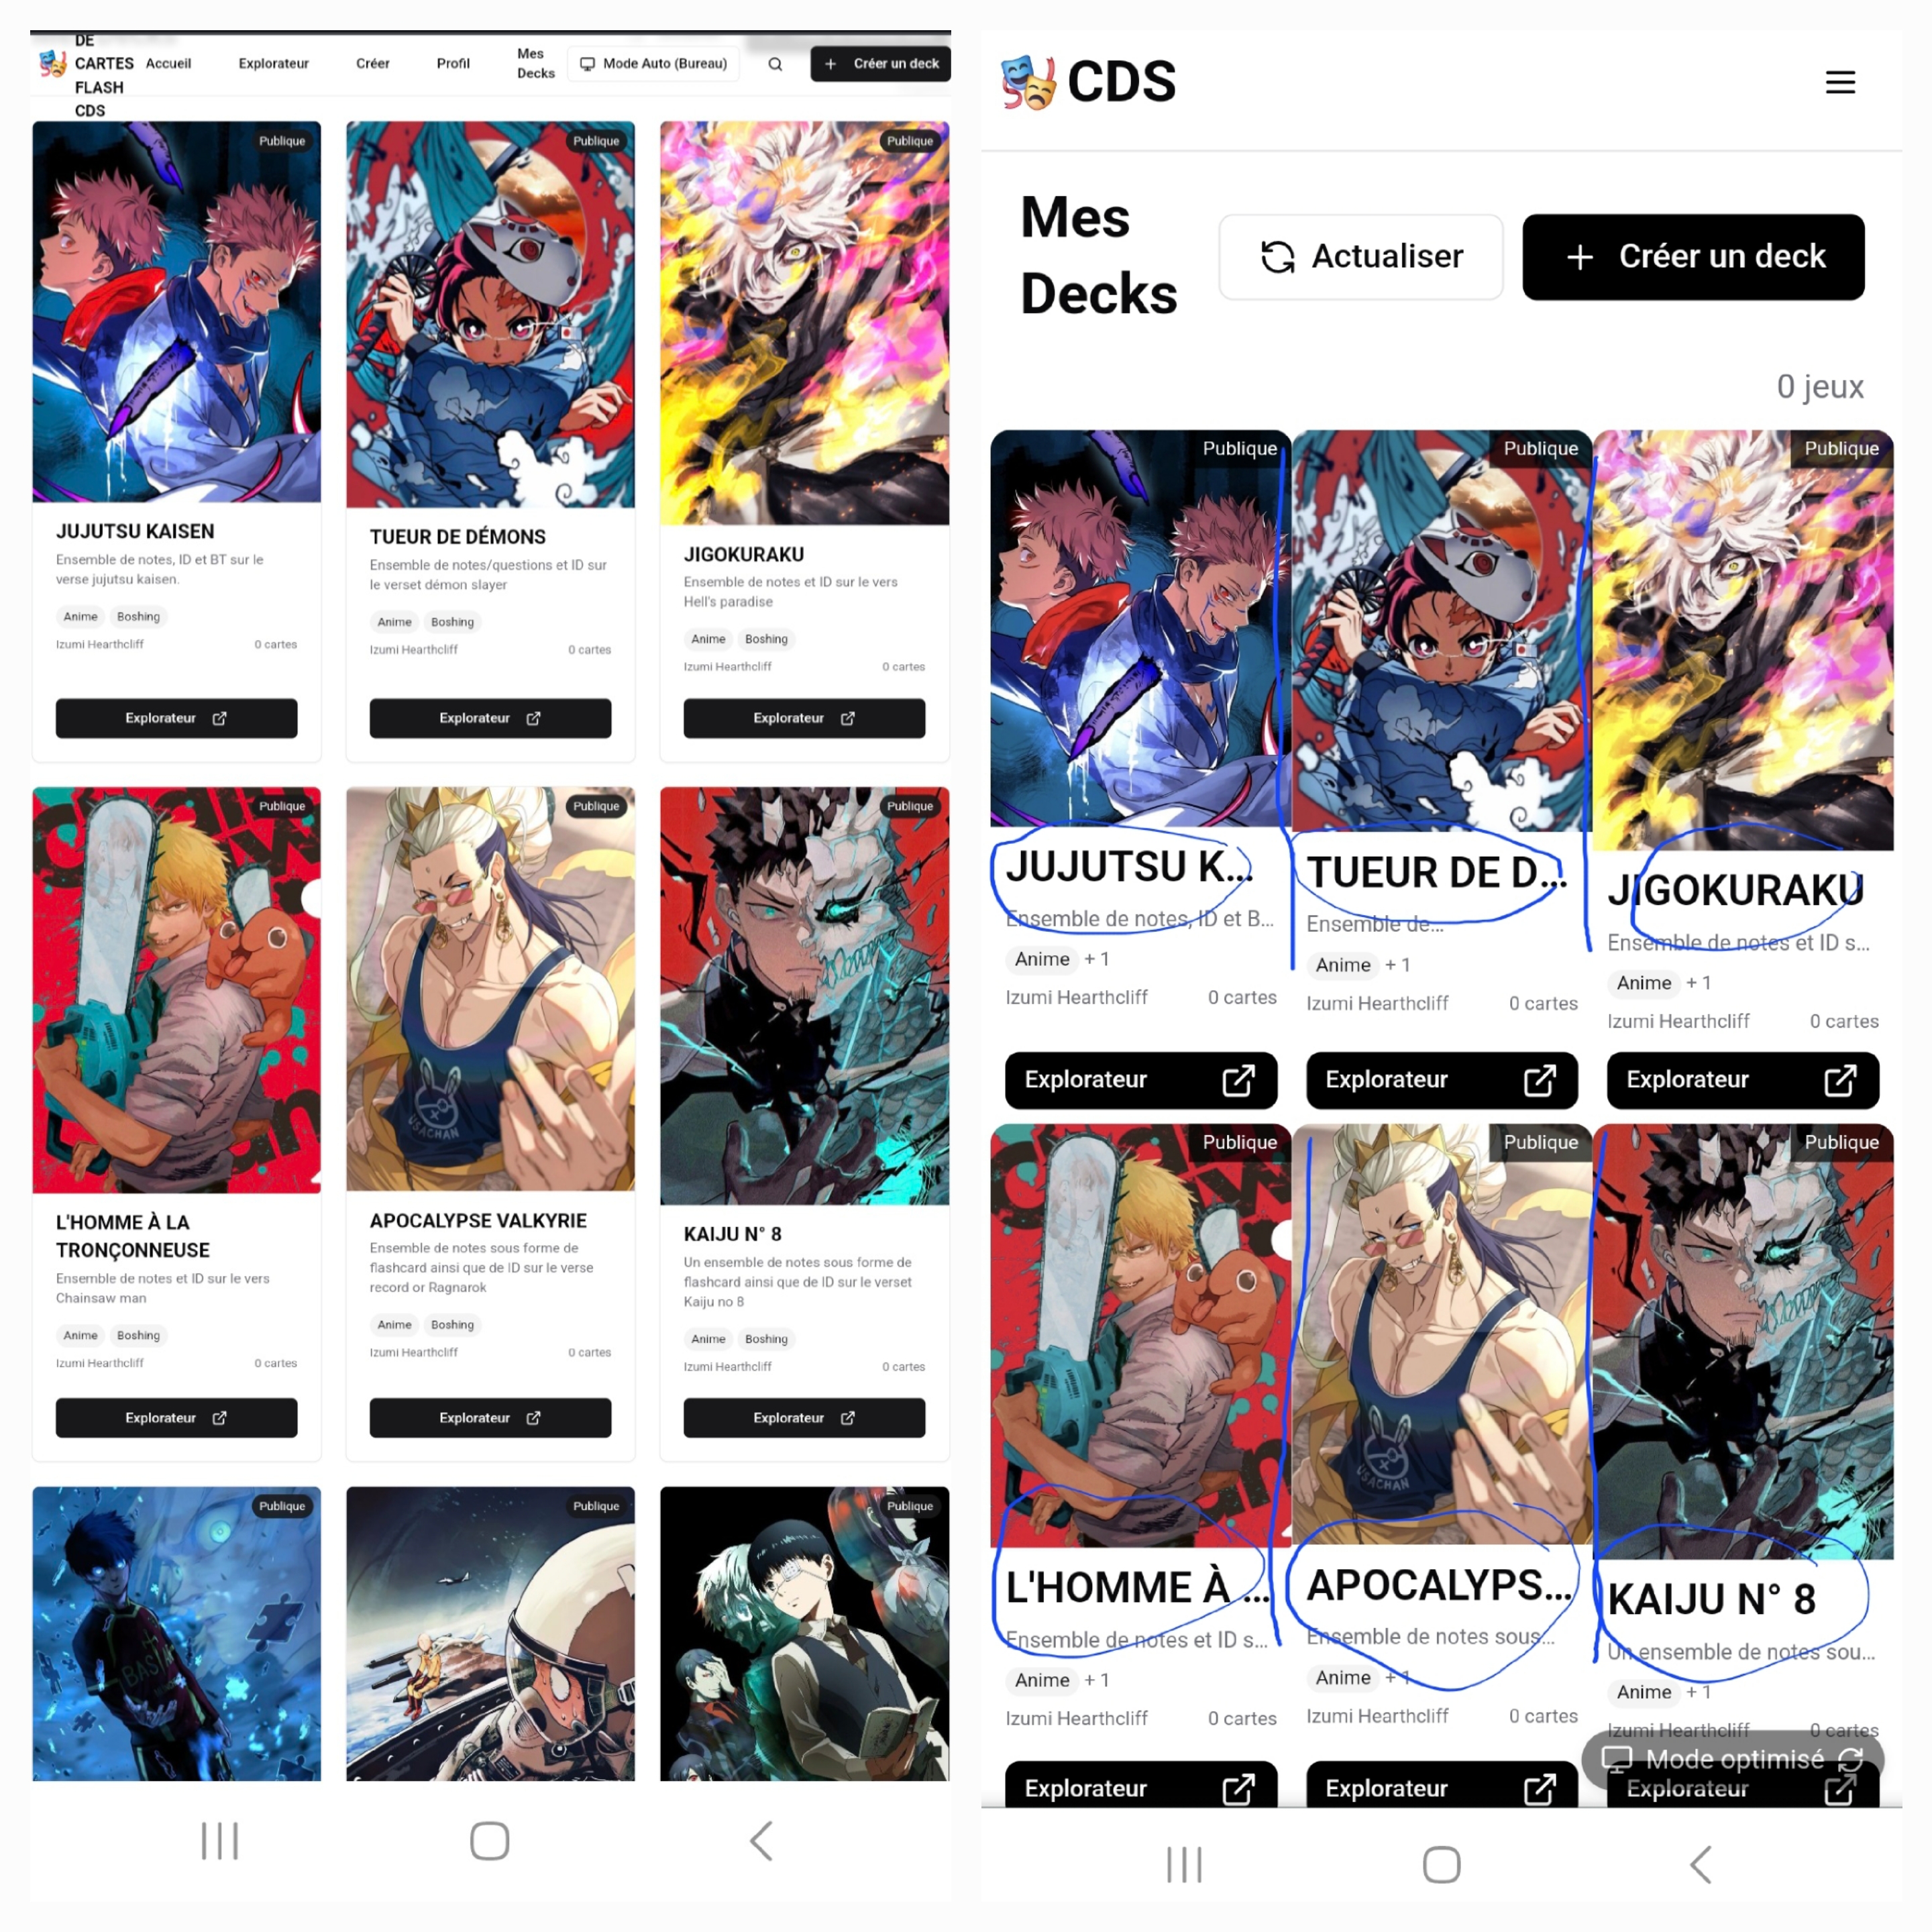 DE
CARTES
FLASH
CDS
Accueil
Explorateur
Créer
Profil
Mes
Decks
Mode Auto (Bureau)
+ Créer un deck
Publique
Publique
Publique
JUJUTSU KAISEN
Ensemble de notes, ID et BT sur le
verse jujutsu kaisen.
Anime Boshing
Izumi Hearthcliff 0 cartes
Explorateur
TUEUR DE DÉMONS
Ensemble de notes/questions et ID sur
le verset démon slayer
Anime Boshing
Izumi Hearthcliff 0 cartes
Explorateur
JIGOKURAKU
Ensemble de notes et ID sur le vers
Hell's paradise
Anime Boshing
Izumi Hearthcliff 0 cartes
Explorateur
Publique
Publique
USACHAN
Publique
L'HOMME À LA
TRONÇONNEUSE
Ensemble de notes et ID sur le vers
Chainsaw man
Anime Boshing
Izumi Hearthcliff 0 cartes
Explorateur
APOCALYPSE VALKYRIE
Ensemble de notes sous forme de
flashcard ainsi que de ID sur le verse
record or Ragnarok
Anime Boshing
Izumi Hearthcliff 0 cartes
Explorateur
KAIJU N° 8
Un ensemble de notes sous forme de
flashcard ainsi que de ID sur le verset
Kaiju no 8
Anime Boshing
Izumi Hearthcliff 0 cartes
Explorateur
Publique
Publique
Publique
CDS
Mes
Decks
Actualiser
+ Créer un deck
0 jeux
Publique
Publique
Publique
JUJUTSU K...
Ensemble de notes, ID et B...
Anime + 1
Izumi Hearthcliff 0 cartes
Explorateur
TUEUR DE D...
Ensemble de...
Anime + 1
Izumi Hearthcliff 0 cartes
Explorateur
JIGOKURAKU
Ensemble de notes et ID s...
Anime + 1
Izumi Hearthcliff 0 cartes
Explorateur
Publique
Publique
USACHAN
Publique
L'HOMME À ...
Ensemble de notes et ID s...
Anime + 1
Izumi Hearthcliff 0 cartes
Explorateur
APOCALYPS...
Ensemble de notes sous...
Anime + 1
Izumi Hearthcliff 0 cartes
Explorateur
KAIJU N° 8
Un ensemble de notes sou...
Anime + 1
Izumi Hearthcliff 0 cartes
Mode optimisé
Explorateur